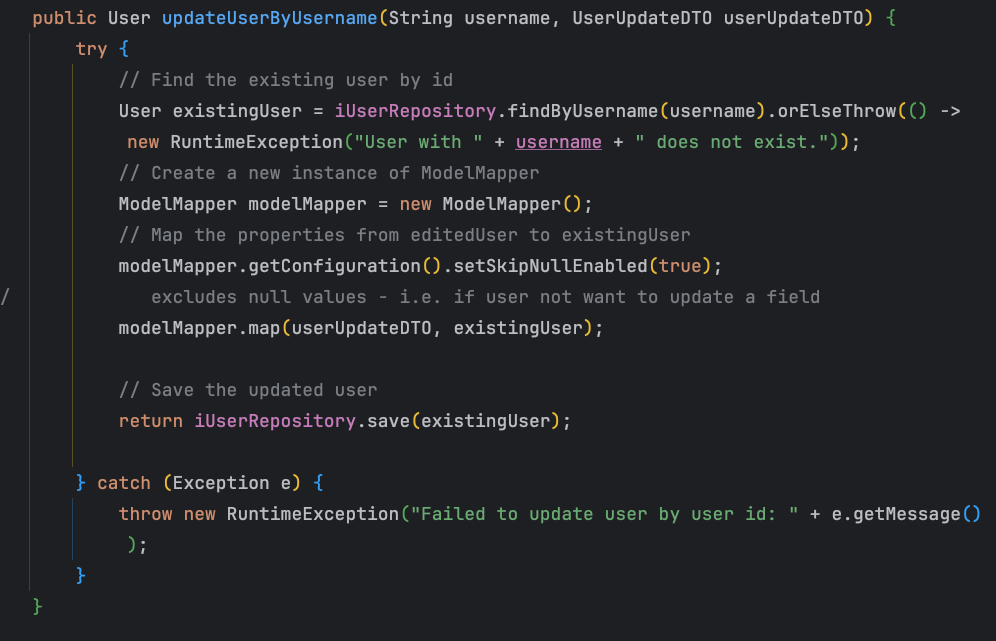 public User updateUserByUsername(String username, UserUpdateDTO userUpdateDTO) {
try {
// Find the existing user by id
User existingUser = iUserRepository.findByUsername(username).orElseThrow(() ->
new RuntimeException("User with " + username + " does not exist."));
// Create a new instance of ModelMapper
ModelMapper modelMapper = new ModelMapper();
// Map the properties from editedUser to existingUser
modelMapper.getConfiguration().setSkipNullEnabled(true);
/ excludes null values - i.e. if user not want to update a field
modelMapper.map(userUpdateDTO, existingUser);
// Save the updated user
return iUserRepository.save(existingUser);
} catch (Exception e) {
throw new RuntimeException("Failed to update user by user id: " + e.getMessage()
);
}
}